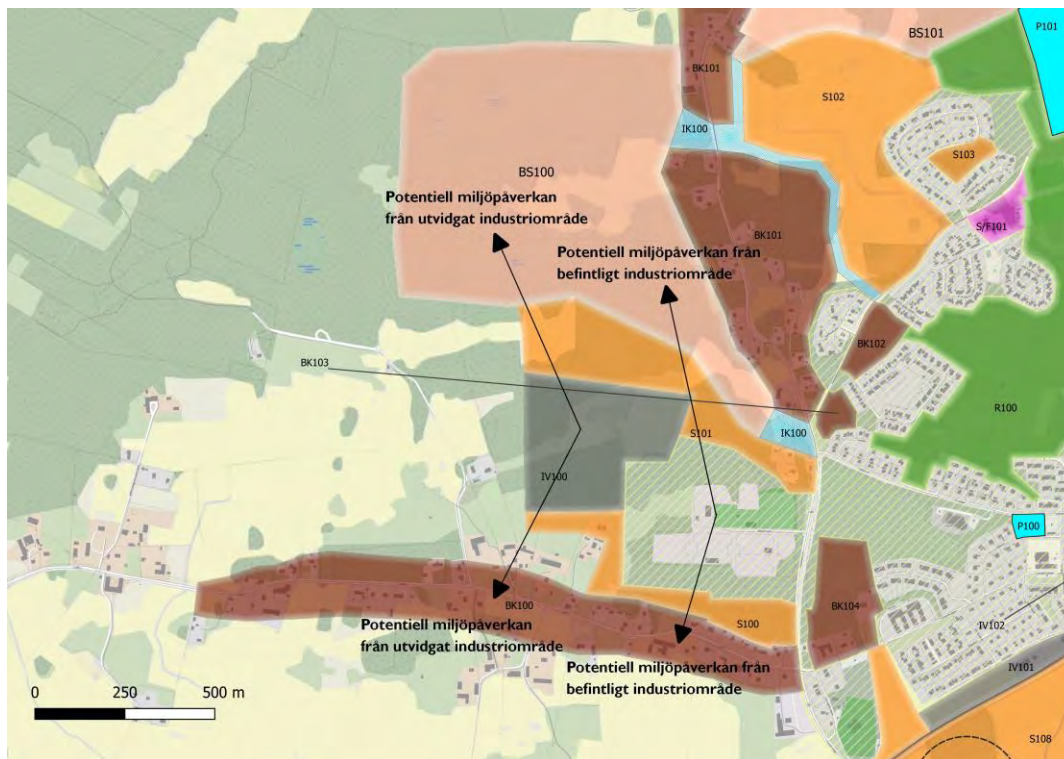 P101
BS101
BK101
S102
IK100
S103
BS100
Potentiell miljöpåverkan
från utvidgat industriområde
S/F101
BK101
Potentiell miljöpåverkan från
befintligt industriområde
BK102
BK103
R100
S101
IK100
IV100
P100
BK100
BK104
S100
IV102
Potentiell miljöpåverkan
från utvidgat industriområde
Potentiell miljöpåverkan från
befintligt industriområde
IV101
0 250 500 m
S108